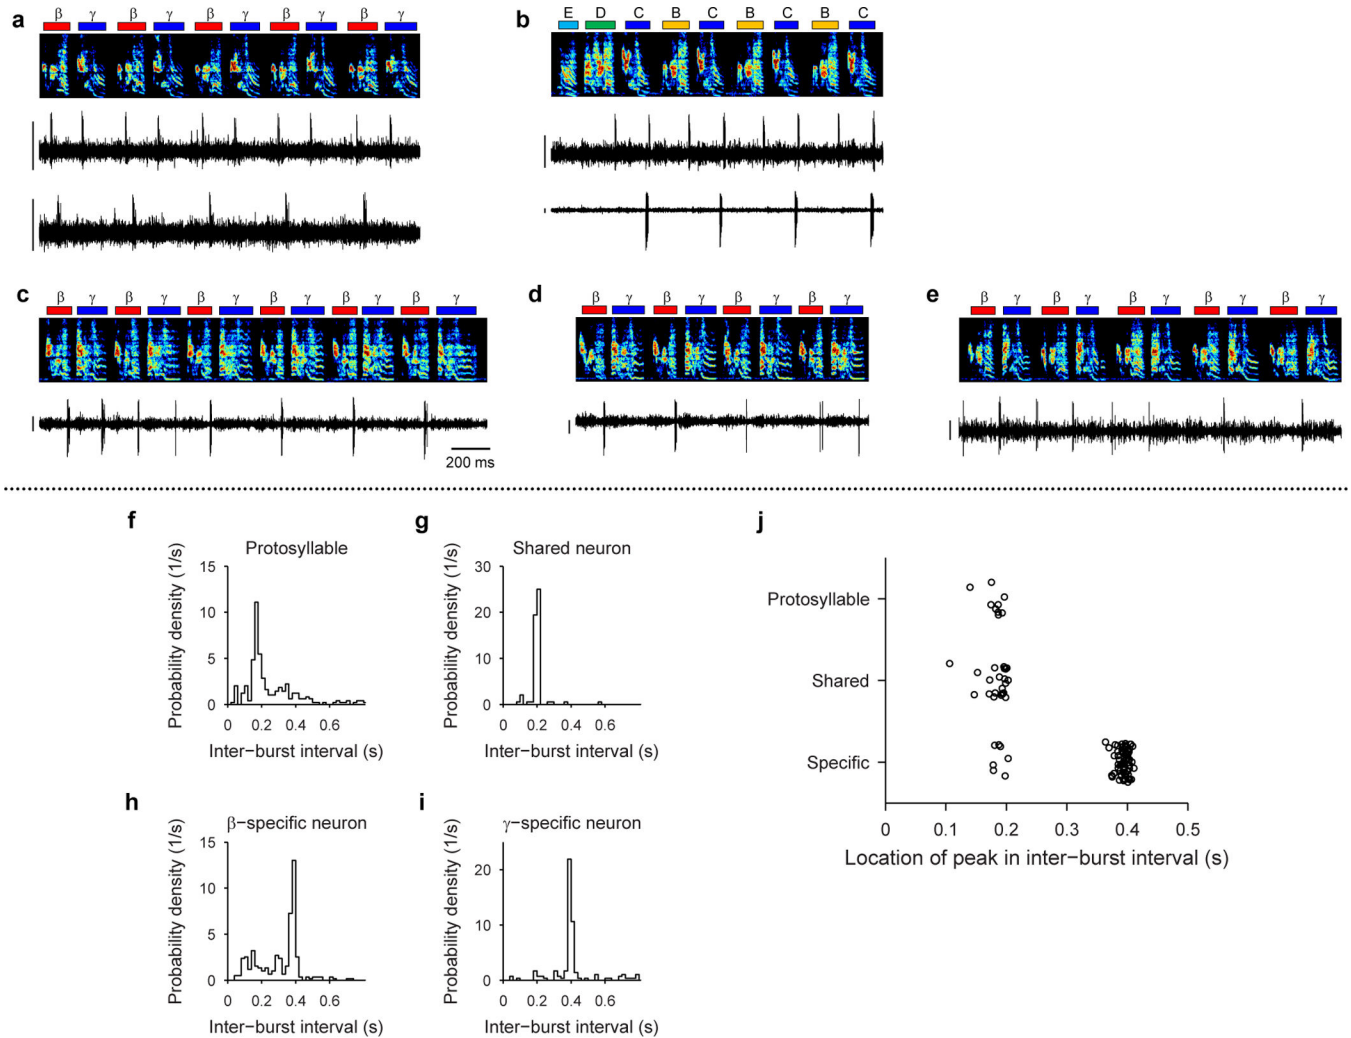 a
β γ β γ β γ β γ β γ
b
E D C B C B C B C
c
β γ β γ β γ β γ β γ β γ
200 ms
d
β γ β γ β γ β γ
e
β γ β γ β γ β γ β γ
f
Protosyllable
Probability density (1/s)
15
10
5
0
0 0.2 0.4 0.6
Inter-burst interval (s)
g
Shared neuron
Probability density (1/s)
30
20
10
0
0 0.2 0.4 0.6
Inter-burst interval (s)
h
β-specific neuron
Probability density (1/s)
15
10
5
0
0 0.2 0.4 0.6
Inter-burst interval (s)
i
γ-specific neuron
Probability density (1/s)
20
10
0
0 0.2 0.4 0.6
Inter-burst interval (s)
j
Protosyllable
Shared
Specific
0 0.1 0.2 0.3 0.4 0.5
Location of peak in inter-burst interval (s)